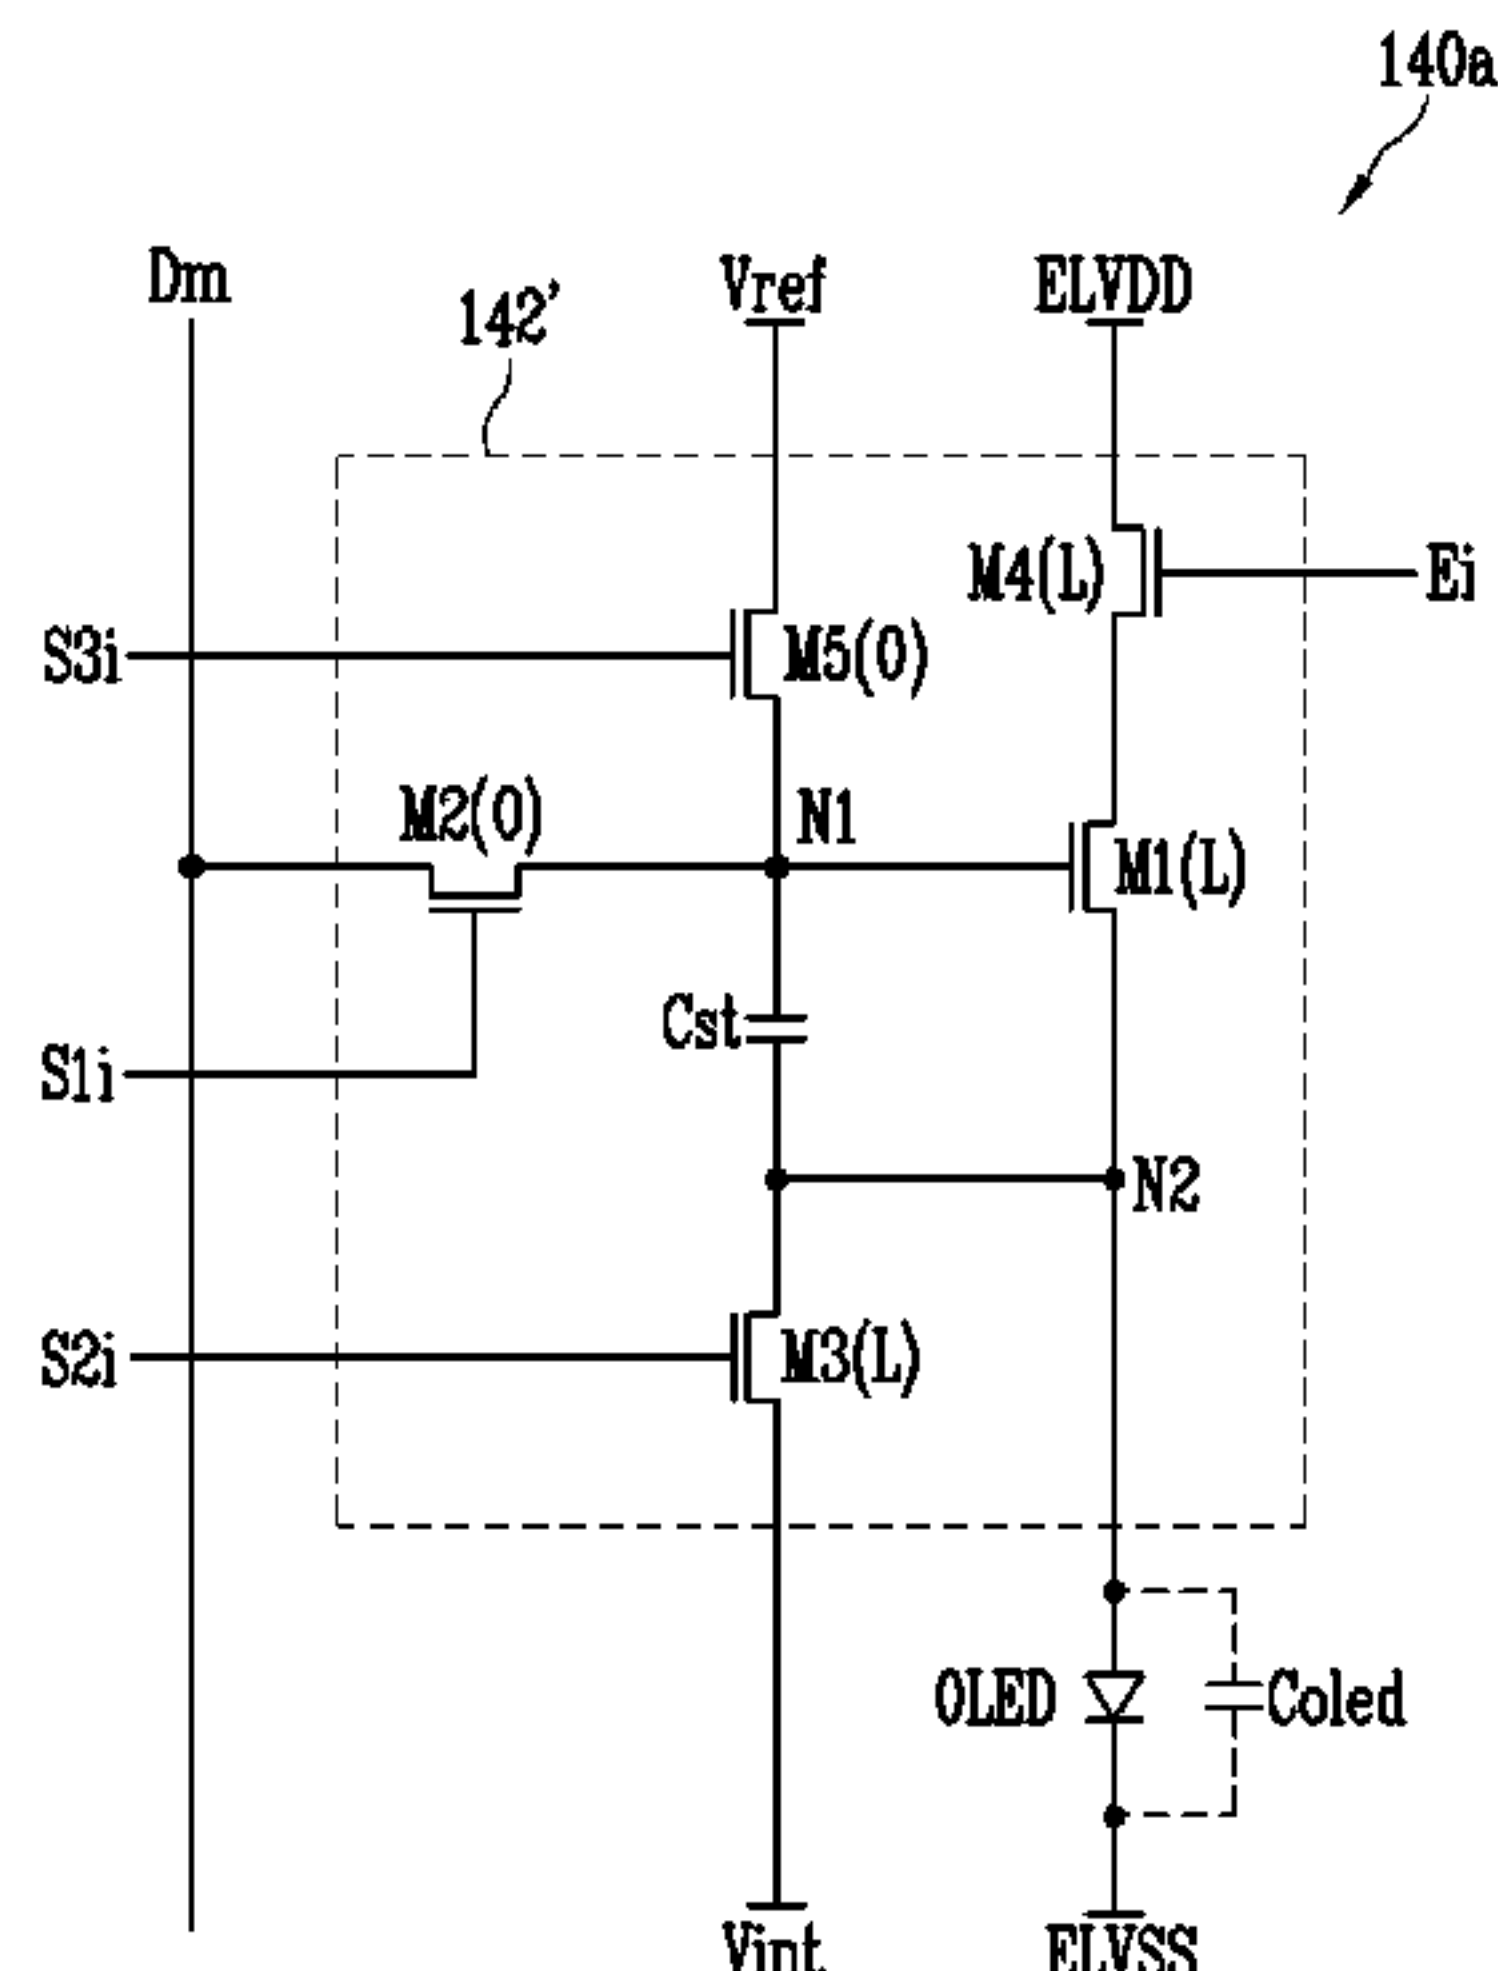 140a
Dm
Vref
ELVDD
142'
M4(L)
Ei
S3i
M5(O)
M2(O)
N1
M1(L)
Cst
S1i
N2
S2i
M3(L)
OLED
Coled
Vint
ELVSS